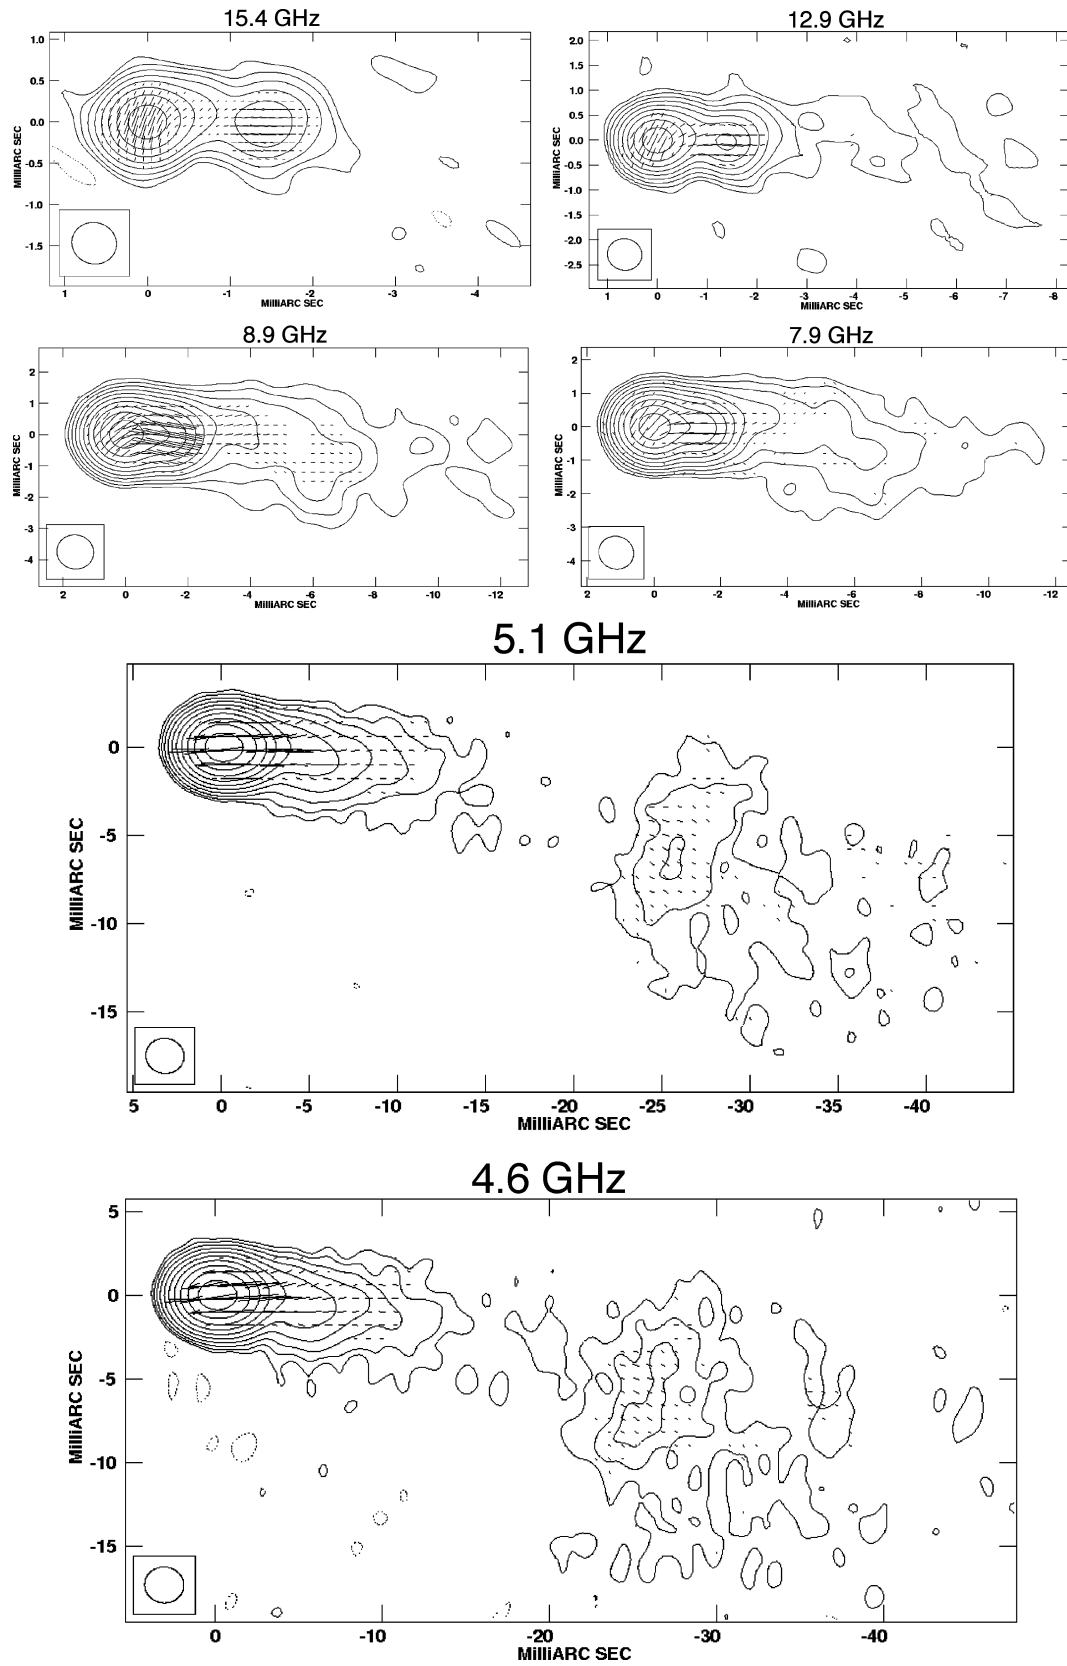 15.4 GHz
1.0
0.5
0.0
-0.5
-1.0
-1.5
MilliARC SEC
1 0 -1 -2 -3 -4
MilliARC SEC
12.9 GHz
2.0
1.5
1.0
0.5
0.0
-0.5
-1.0
-1.5
-2.0
-2.5
MilliARC SEC
1 0 -1 -2 -3 -4 -5 -6 -7 -8
MilliARC SEC
8.9 GHz
2
1
0
-1
-2
-3
-4
MilliARC SEC
2 0 -2 -4 -6 -8 -10 -12
MilliARC SEC
7.9 GHz
2
1
0
-1
-2
-3
-4
MilliARC SEC
2 0 -2 -4 -6 -8 -10 -12
MilliARC SEC
5.1 GHz
0
-5
-10
-15
MilliARC SEC
5 0 -5 -10 -15 -20 -25 -30 -35 -40
MilliARC SEC
4.6 GHz
5
0
-5
-10
-15
MilliARC SEC
0 -10 -20 -30 -40
MilliARC SEC